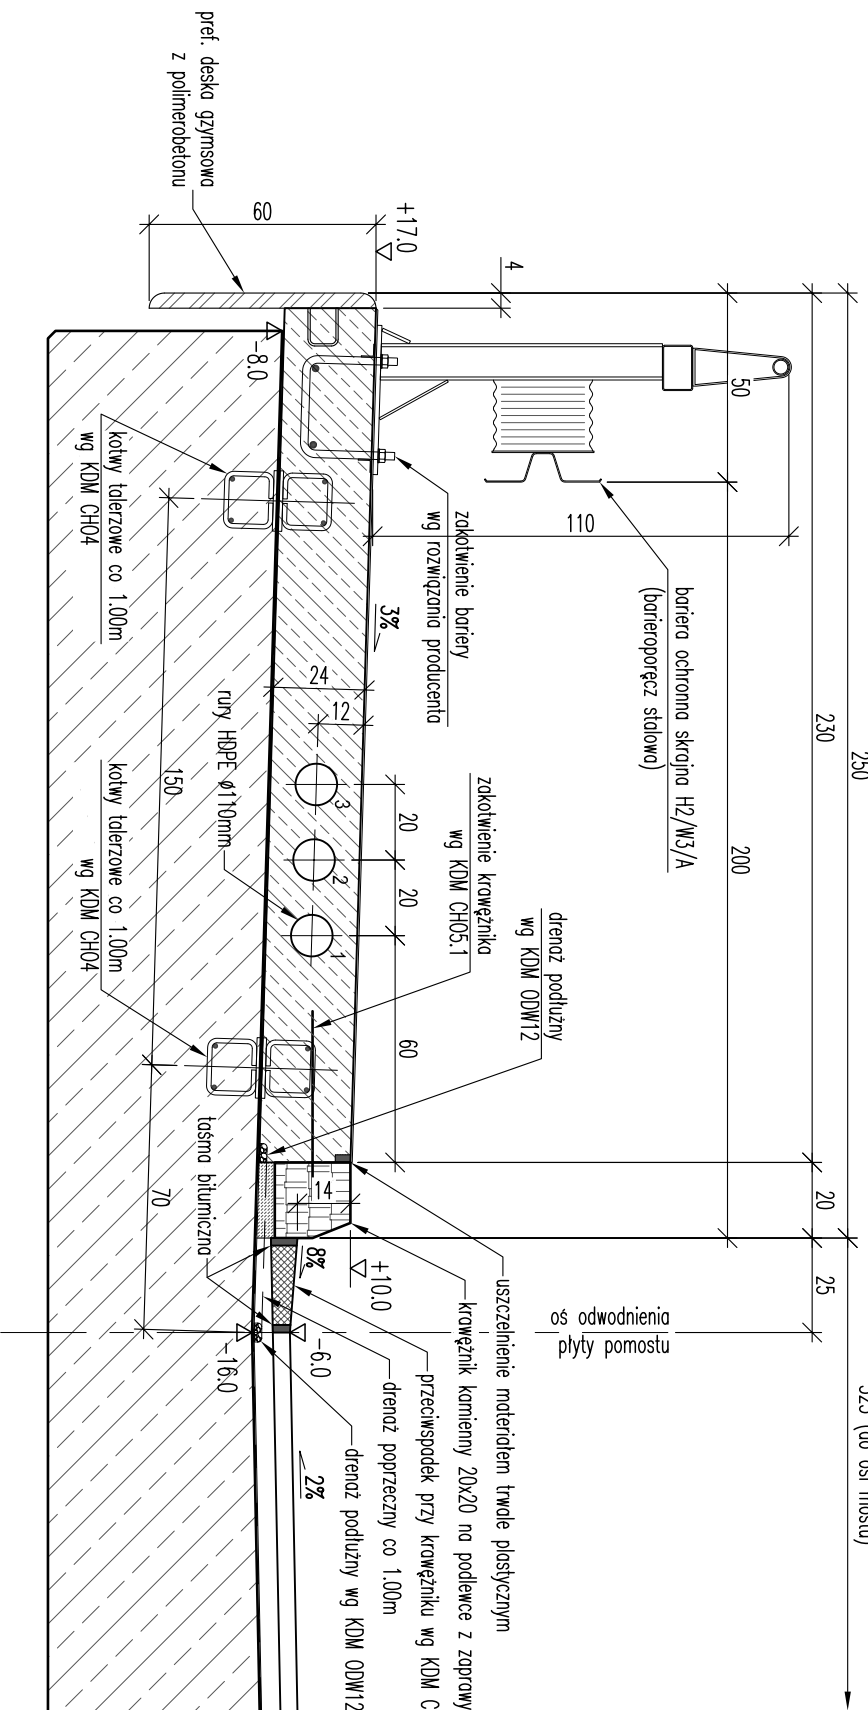 pref. deska gzymsowa
z polimerobetonu
60
+17.0
4
-8.0
50
110
230
250
200
kotwy talerzowe co 1.00m
wg KDM CH04
zakotwienie bariery
wg rozwiązania producenta
bariera ochronna skrajna H2/W3/A
(barieroporęcz stalowa)
3%
24
12
rury HDPE ø110mm
150
3
2
1
20
20
60
kotwy talerzowe co 1.00m
wg KDM CH04
zakotwienie krawężnika
wg KDM CH05.1
drenaż podłużny
wg KDM ODW12
taśma bitumiczna
70
14
20
25
8%
+10.0
-6.0
-16.0
oś odwodnienia
płyty pomostu
2%
uszczelnienie materiałem trwale plastycznym
krawężnik kamienny 20x20 na podlewce z zaprawy
przeciwspadek przy krawężniku wg KDM
drenaż poprzeczny co 1.00m
drenaż podłużny wg KDM ODW12
(do osi mostu)